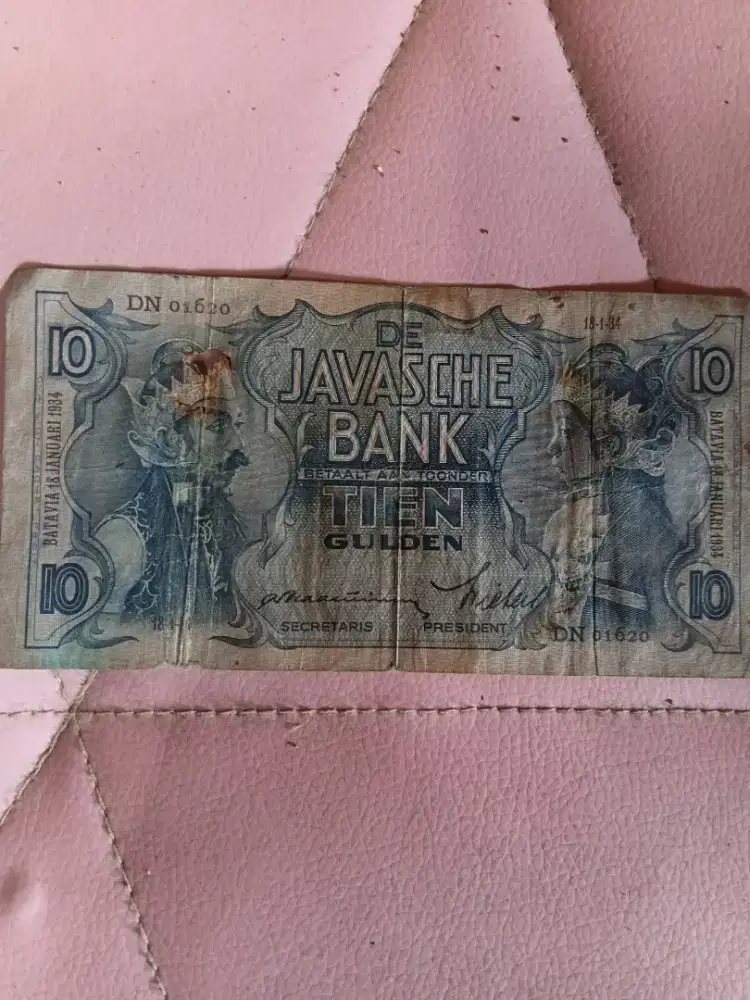 DN 01620
18-1-34
10
10
DE
JAVASCHE
BANK
BETAALT AAN TOONDER
TIEN
GULDEN
BATAVIA 18 JANUARI 1934
BATAVIA 18 JANUARI 1934
10
10
SECRETARIS
PRESIDENT
DN 01620